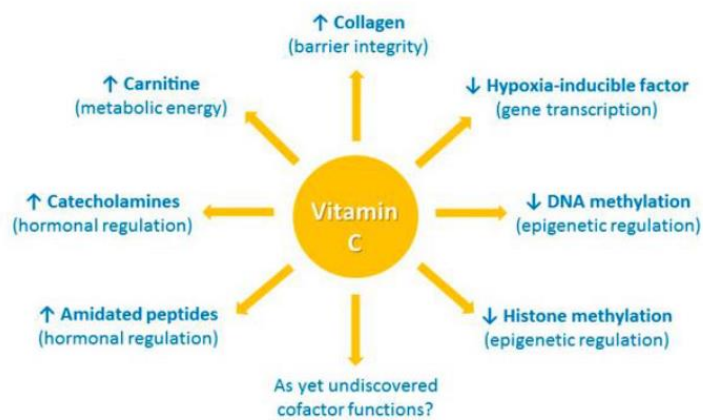 ↑ Collagen
(barrier integrity)
↑ Carnitine
(metabolic energy)
↓ Hypoxia-inducible factor
(gene transcription)
↑ Catecholamines
(hormonal regulation)
Vitamin
C
↓ DNA methylation
(epigenetic regulation)
↑ Amidated peptides
(hormonal regulation)
↓ Histone methylation
(epigenetic regulation)
As yet undiscovered
cofactor functions?